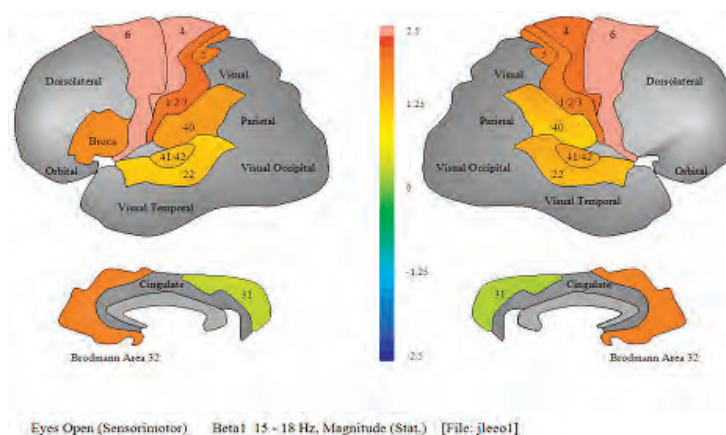 6
4
5
Dorsolateral
Visual
1/2/3
40
Parietal
Broca
41/42
22
Orbital
Visual Occipital
Visual Temporal
2.5
1.25
0
-1.25
-2.5
4
6
5
Visual
Dorsolateral
1/2/3
Parietal
40
41/42
22
Visual Occipital
Orbital
Visual Temporal
Cingulate
31
Brodmann Area 32
Cingulate
31
Brodmann Area 32
Eyes Open (Sensorimotor) Beta1 15 - 18 Hz, Magnitude (Stat.) [File: jleeo1]